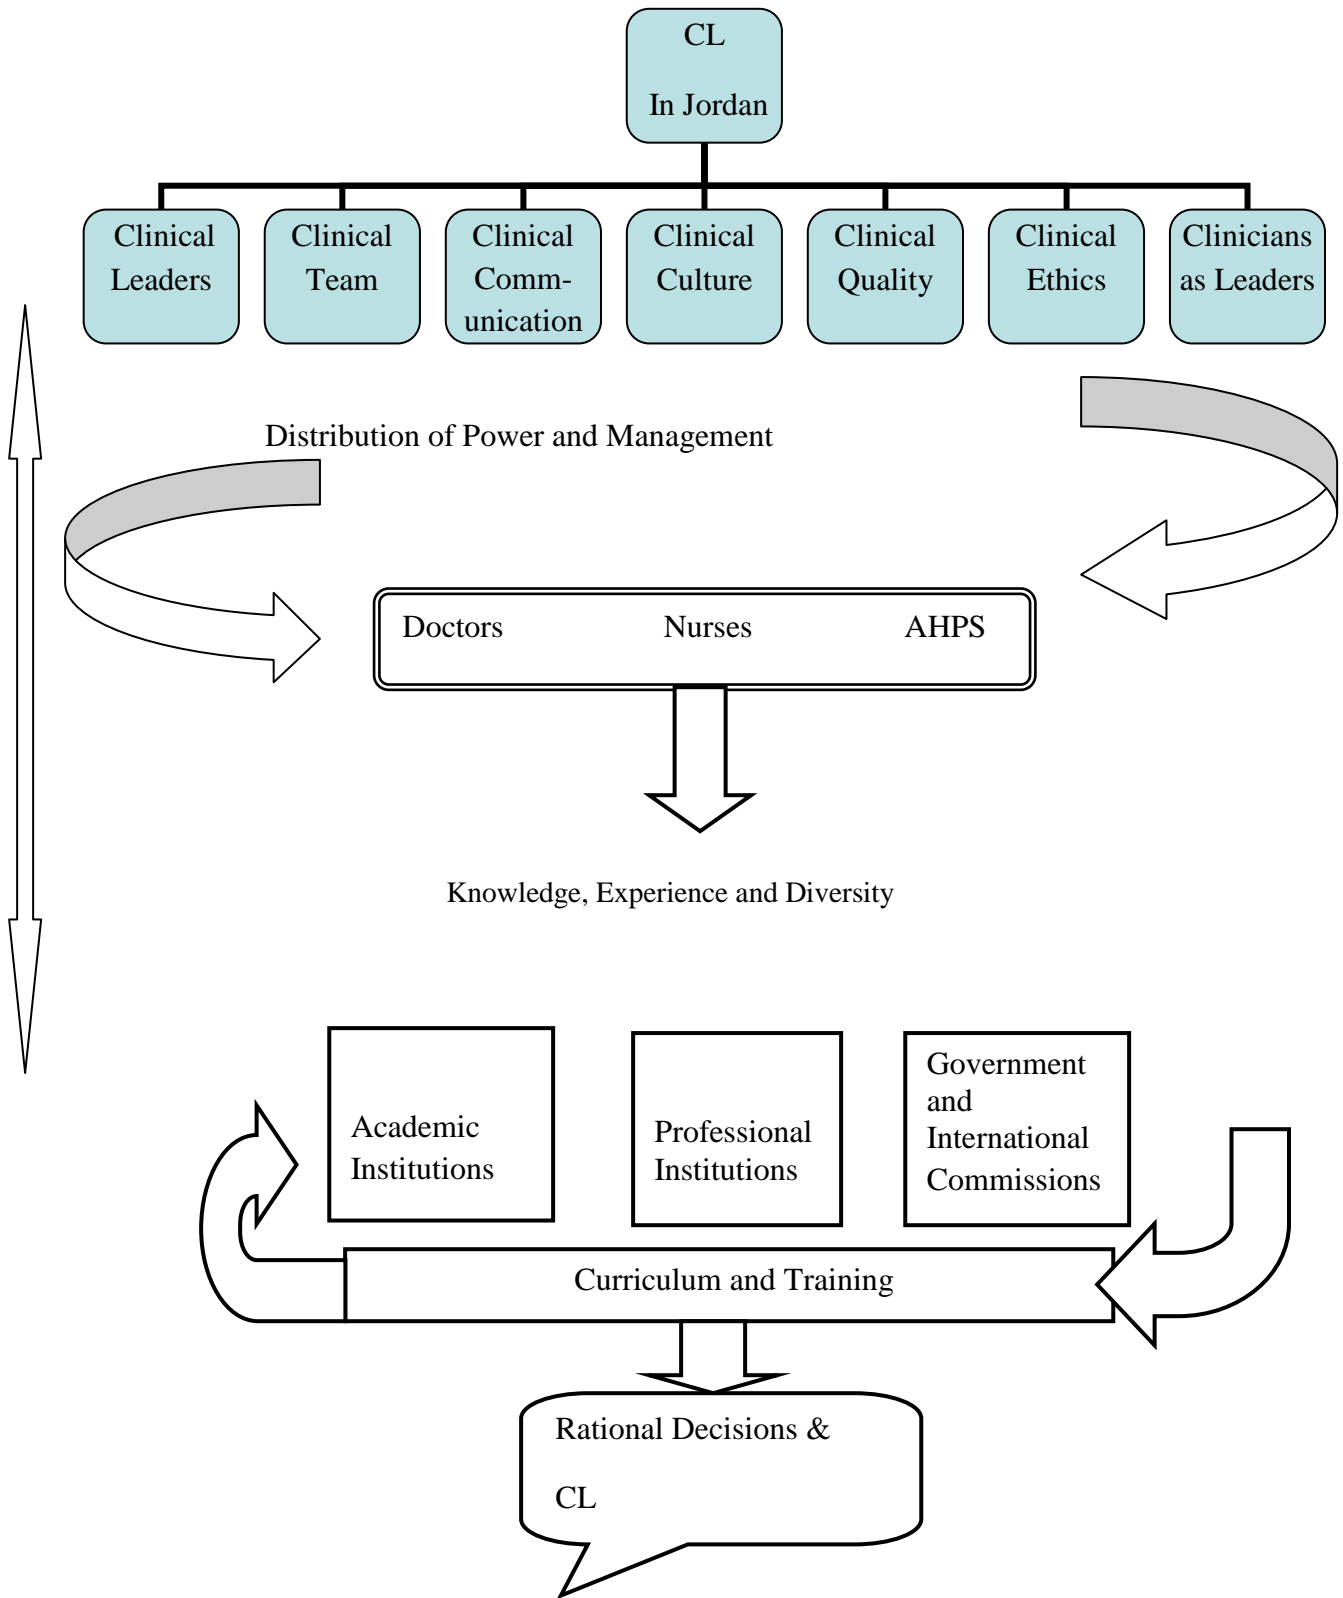 CL
In Jordan
Clinical
Leaders
Clinical
Team
Clinical
Comm-
unication
Clinical
Culture
Clinical
Quality
Clinical
Ethics
Clinicians
as Leaders
Distribution of Power and Management
Doctors Nurses AHPS
Knowledge, Experience and Diversity
Academic
Institutions
Professional
Institutions
Government
and
International
Commissions
Curriculum and Training
Rational Decisions &
CL